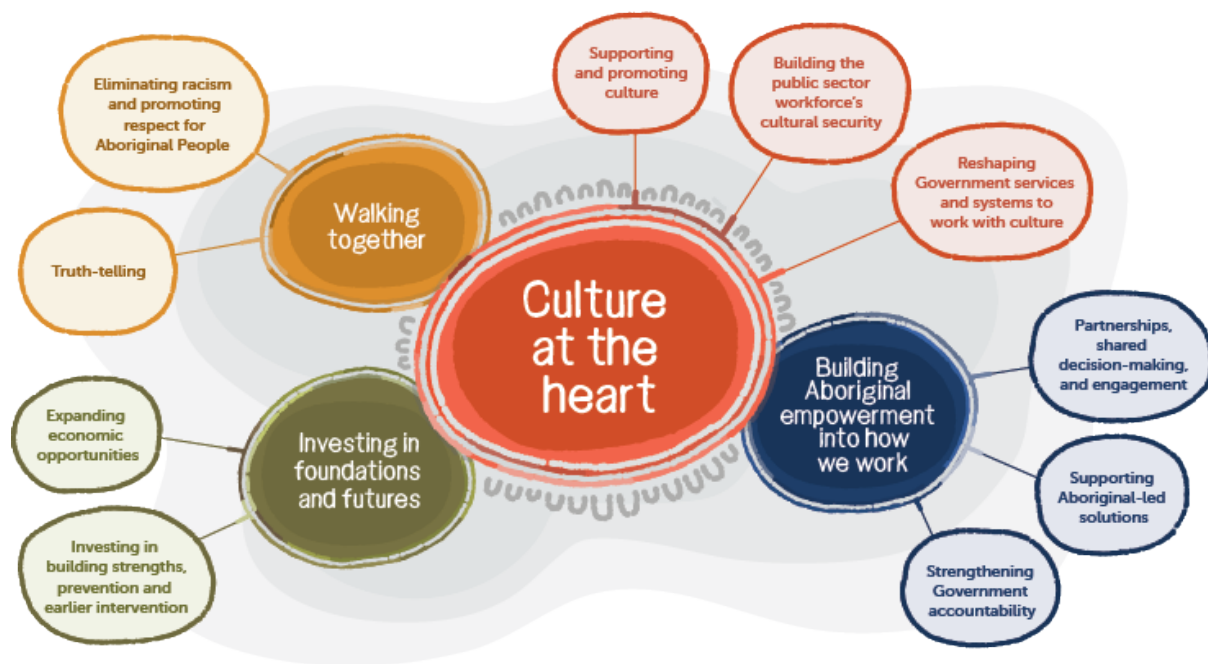 Eliminating racism
and promoting
respect for
Aboriginal People
Truth-telling
Walking
together
Supporting
and promoting
culture
Building the
public sector
workforce's
cultural security
Reshaping
Government services
and systems to
work with culture
Culture
at the
heart
Expanding
economic
opportunities
Investing in
building strengths,
prevention and
earlier intervention
Investing in
foundations
and futures
Building
Aboriginal
empowerment
into how
we work
Partnerships,
shared
decision-making,
and engagement
Supporting
Aboriginal-led
solutions
Strengthening
Government
accountability